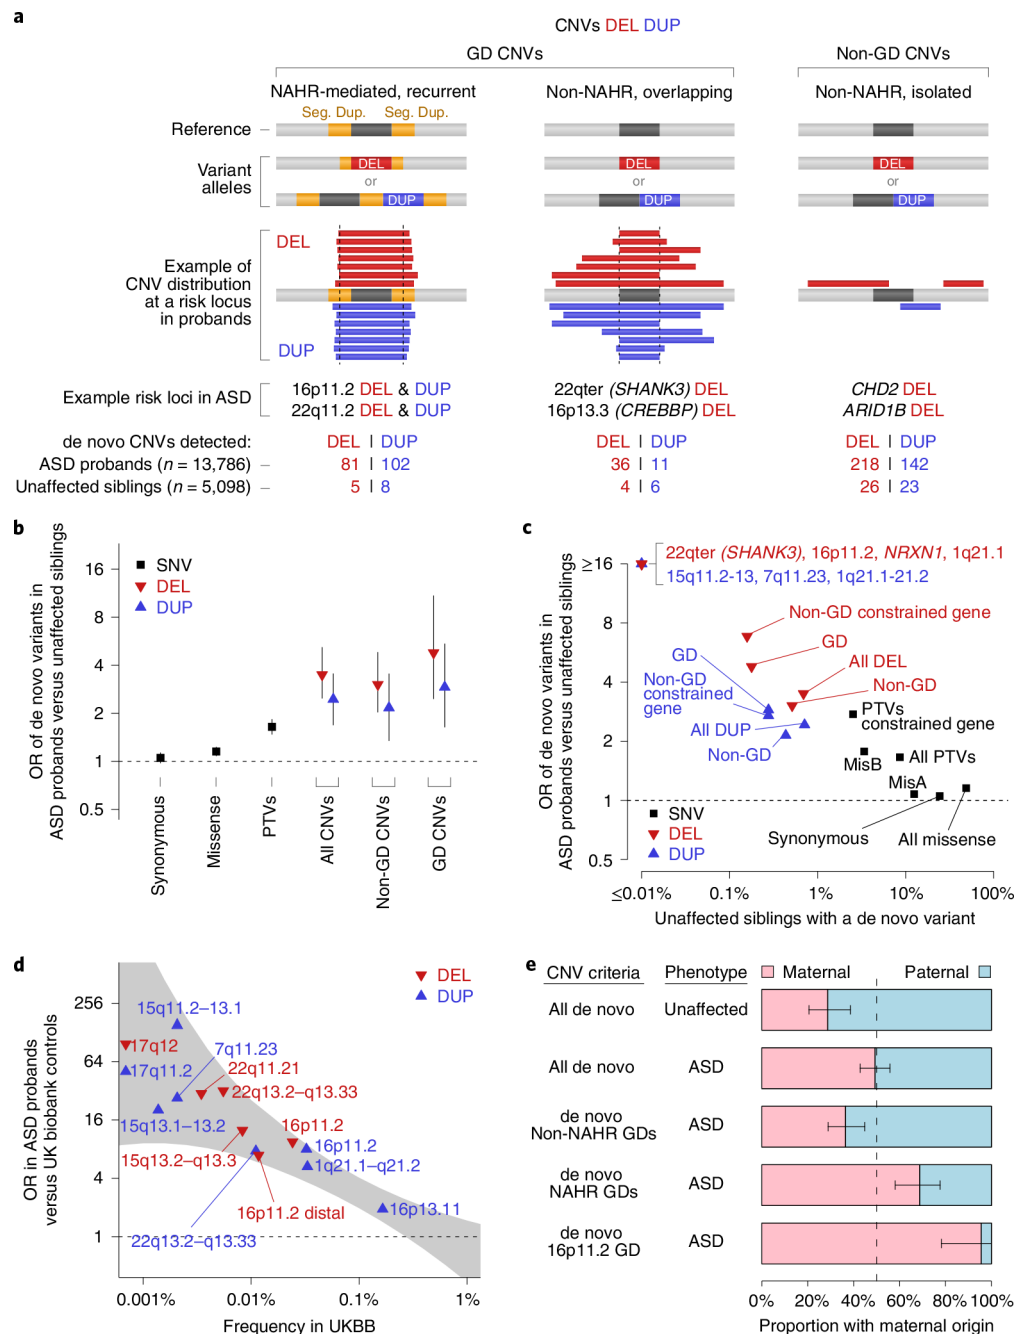 a
CNVs DEL DUP
GD CNVs
Non-GD CNVs
NAHR-mediated, recurrent
Non-NAHR, overlapping
Non-NAHR, isolated
Seg. Dup. Seg. Dup.
Reference
Variant
alleles
DEL
DEL
DEL
or
or
or
DUP
DUP
DUP
DEL
Example of
CNV distribution
at a risk locus
in probands
DUP
Example risk loci in ASD
16p11.2 DEL & DUP
22q11.2 DEL & DUP
22qter (SHANK3) DEL
16p13.3 (CREBBP) DEL
CHD2 DEL
ARID1B DEL
de novo CNVs detected: DEL | DUP DEL | DUP DEL | DUP
ASD probands (n = 13,786) 81 | 102 36 | 11 218 | 142
Unaffected siblings (n = 5,098) 5 | 8 4 | 6 26 | 23
b
OR of de novo variants in
ASD probands versus unaffected siblings
16
8
4
2
1
0.5
SNV
DEL
DUP
Synonymous
Missense
PTVs
All CNVs
Non-GD CNVs
GD CNVs
c
OR of de novo variants in
ASD probands versus unaffected siblings
≥16
8
4
2
1
0.5
22qter (SHANK3), 16p11.2, NRXN1, 1q21.1
15q11.2-13, 7q11.23, 1q21.1-21.2
Non-GD constrained gene
GD
All DEL
Non-GD
GD
Non-GD
constrained
gene
All DUP
Non-GD
PTVs
constrained gene
MisB
All PTVs
MisA
Synonymous
All missense
SNV
DEL
DUP
≤0.01%
0.1%
1%
10%
100%
Unaffected siblings with a de novo variant
d
OR in ASD probands
versus UK biobank controls
256
64
16
4
1
DEL
DUP
15q11.2–13.1
17q12
7q11.23
17q11.2
22q11.21
22q13.2–q13.33
15q13.1–13.2
16p11.2
16p11.2
15q13.2–q13.3
1q21.1–q21.2
16p11.2 distal
16p13.11
22q13.2–q13.33
0.001%
0.01%
0.1%
1%
Frequency in UKBB
e
CNV criteria
Phenotype
Maternal
Paternal
All de novo
Unaffected
All de novo
ASD
de novo
Non-NAHR GDs
ASD
de novo
NAHR GDs
ASD
de novo
16p11.2 GD
ASD
0%
20%
40%
60%
80%
100%
Proportion with maternal origin